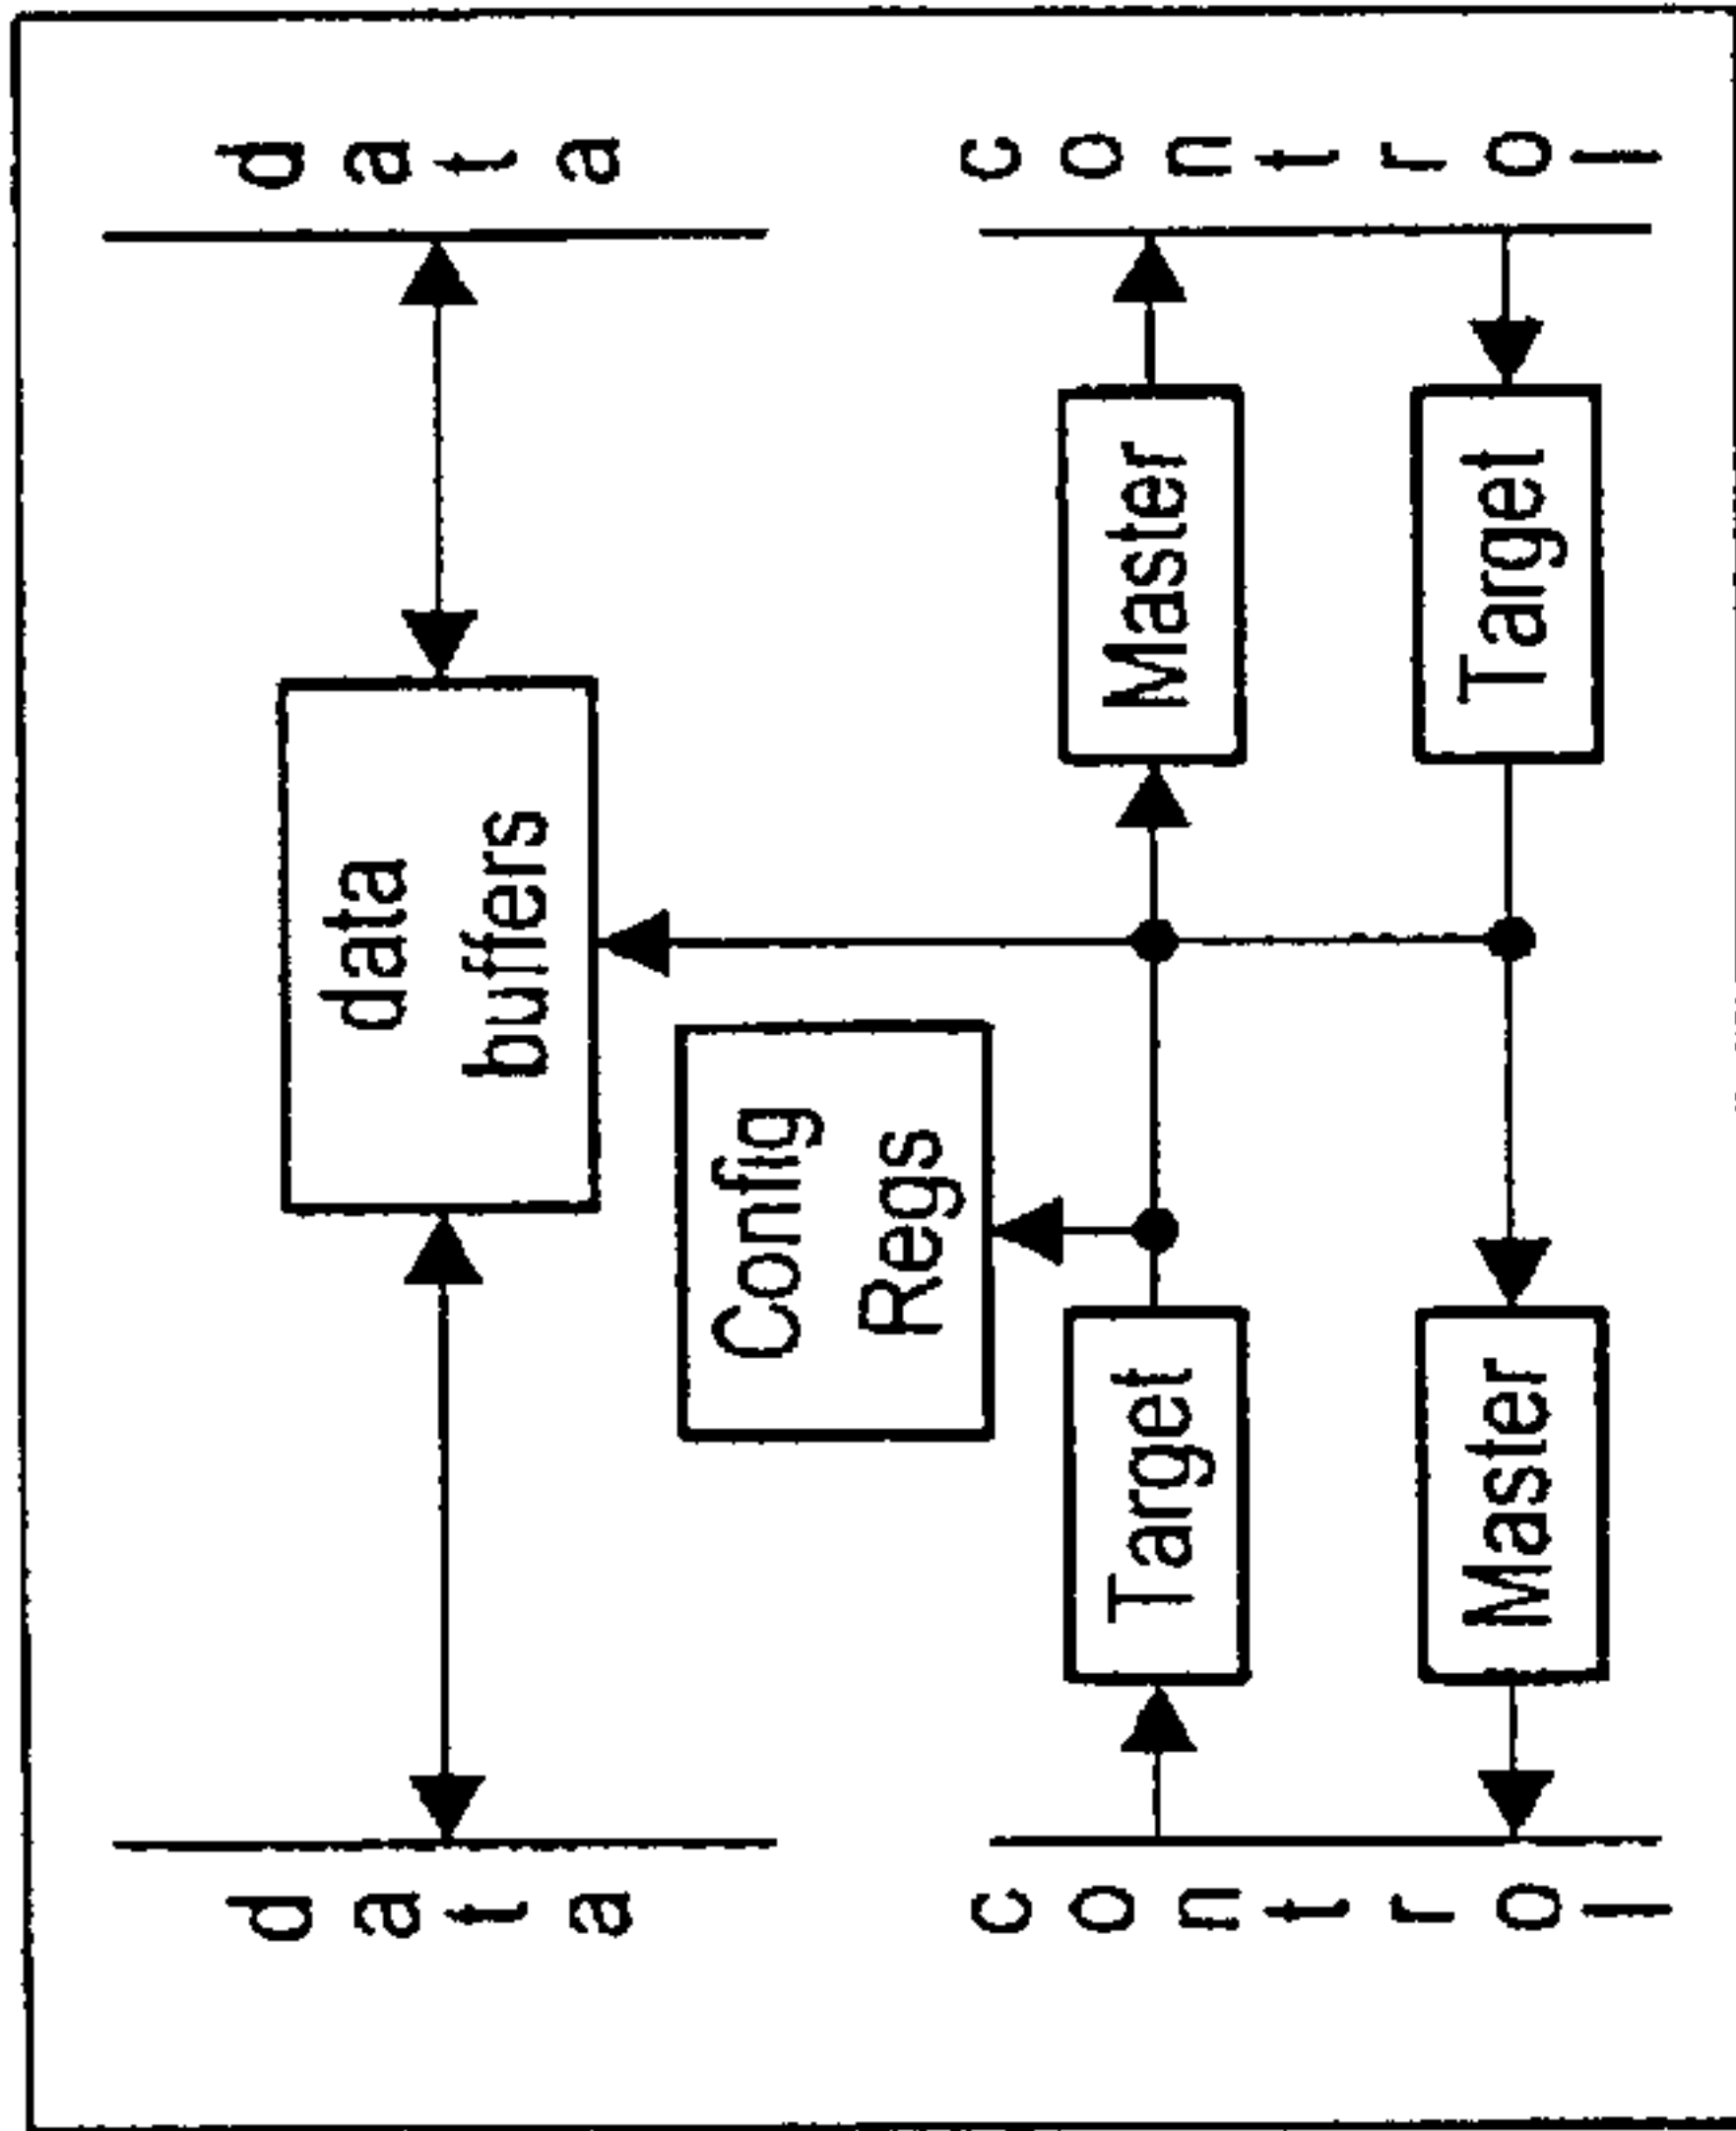 data
data
data
buffers
Config
Regs
control
control
Target
Master
Master
Target